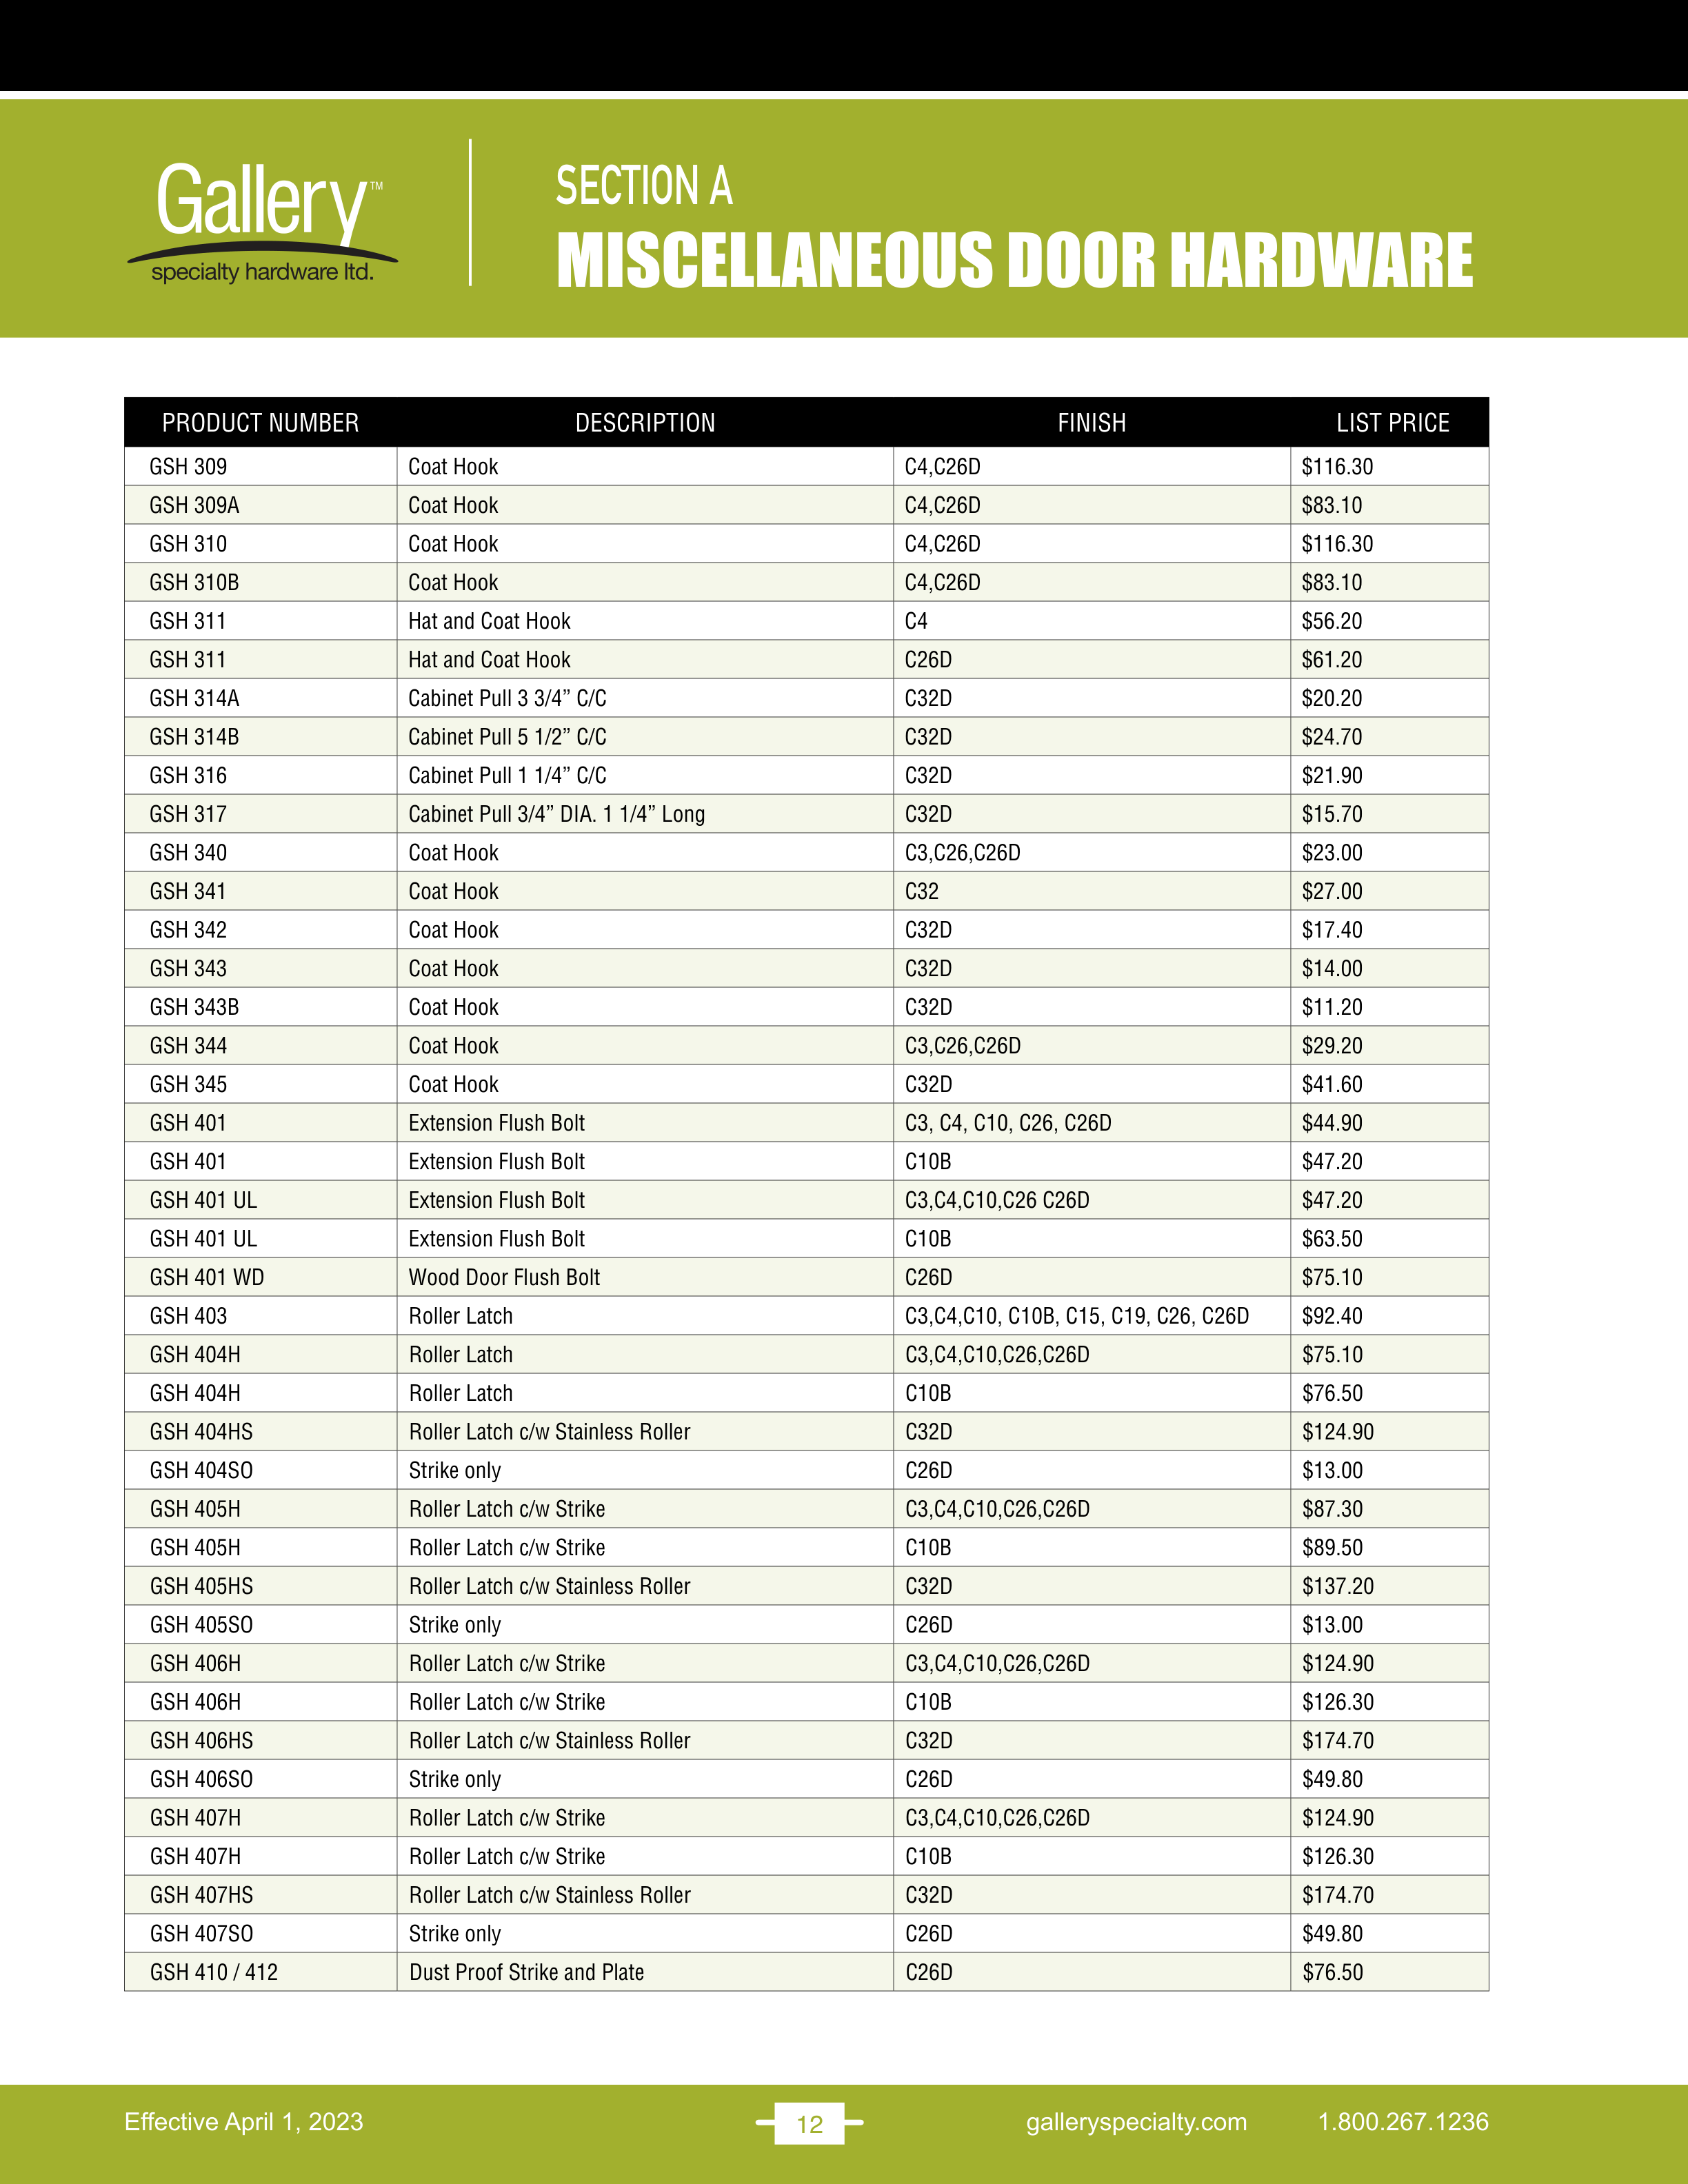 Gallery™
specialty hardware ltd.
SECTION A
MISCELLANEOUS DOOR HARDWARE
PRODUCT NUMBER DESCRIPTION FINISH LIST PRICE
GSH 309 Coat Hook C4,C26D $116.30
GSH 309A Coat Hook C4,C26D $83.10
GSH 310 Coat Hook C4,C26D $116.30
GSH 310B Coat Hook C4,C26D $83.10
GSH 311 Hat and Coat Hook C4 $56.20
GSH 311 Hat and Coat Hook C26D $61.20
GSH 314A Cabinet Pull 3 3/4” C/C C32D $20.20
GSH 314B Cabinet Pull 5 1/2” C/C C32D $24.70
GSH 316 Cabinet Pull 1 1/4” C/C C32D $21.90
GSH 317 Cabinet Pull 3/4” DIA. 1 1/4” Long C32D $15.70
GSH 340 Coat Hook C3,C26,C26D $23.00
GSH 341 Coat Hook C32 $27.00
GSH 342 Coat Hook C32D $17.40
GSH 343 Coat Hook C32D $14.00
GSH 343B Coat Hook C32D $11.20
GSH 344 Coat Hook C3,C26,C26D $29.20
GSH 345 Coat Hook C32D $41.60
GSH 401 Extension Flush Bolt C3, C4, C10, C26, C26D $44.90
GSH 401 Extension Flush Bolt C10B $47.20
GSH 401 UL Extension Flush Bolt C3,C4,C10,C26 C26D $47.20
GSH 401 UL Extension Flush Bolt C10B $63.50
GSH 401 WD Wood Door Flush Bolt C26D $75.10
GSH 403 Roller Latch C3,C4,C10, C10B, C15, C19, C26, C26D $92.40
GSH 404H Roller Latch C3,C4,C10,C26,C26D $75.10
GSH 404H Roller Latch C10B $76.50
GSH 404HS Roller Latch c/w Stainless Roller C32D $124.90
GSH 404SO Strike only C26D $13.00
GSH 405H Roller Latch c/w Strike C3,C4,C10,C26,C26D $87.30
GSH 405H Roller Latch c/w Strike C10B $89.50
GSH 405HS Roller Latch c/w Stainless Roller C32D $137.20
GSH 405SO Strike only C26D $13.00
GSH 406H Roller Latch c/w Strike C3,C4,C10,C26,C26D $124.90
GSH 406H Roller Latch c/w Strike C10B $126.30
GSH 406HS Roller Latch c/w Stainless Roller C32D $174.70
GSH 406SO Strike only C26D $49.80
GSH 407H Roller Latch c/w Strike C3,C4,C10,C26,C26D $124.90
GSH 407H Roller Latch c/w Strike C10B $126.30
GSH 407HS Roller Latch c/w Stainless Roller C32D $174.70
GSH 407SO Strike only C26D $49.80
GSH 410 / 412 Dust Proof Strike and Plate C26D $76.50
Effective April 1, 2023 12 galleryspecialty.com 1.800.267.1236